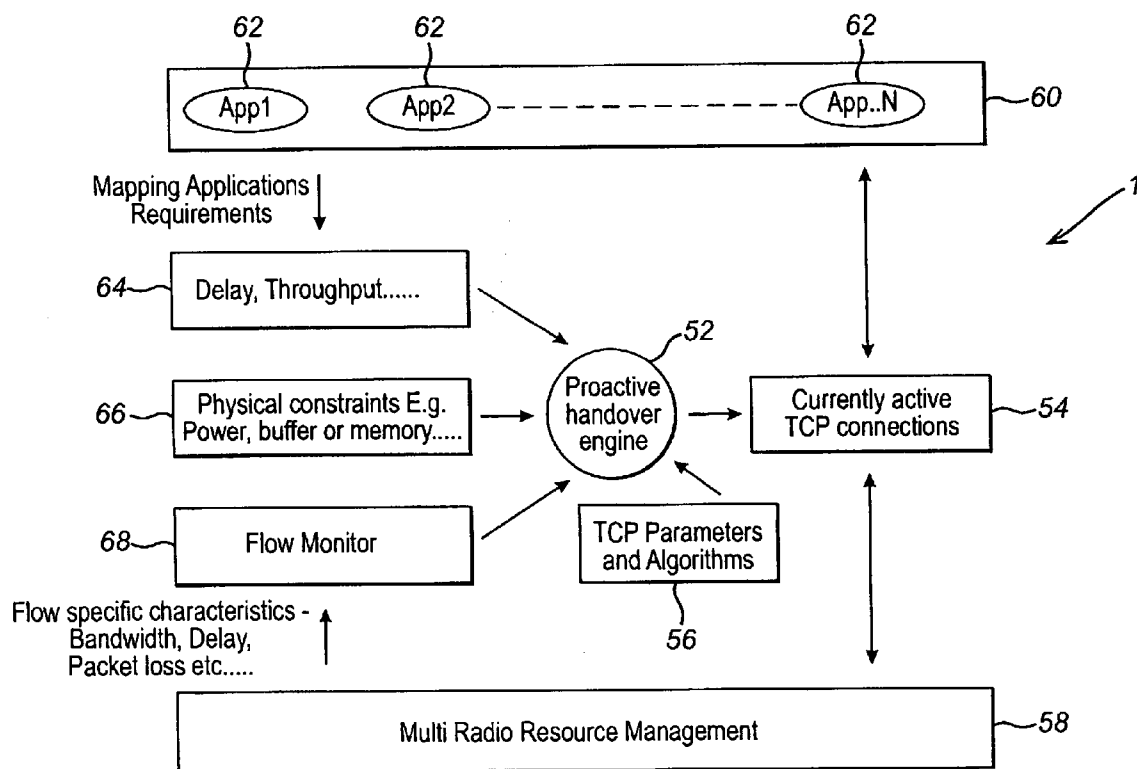 62
62
62
App1
App2
App..N
60
Mapping Applications
Requirements
1
64
Delay, Throughput......
52
Proactive
handover
engine
66
Physical constraints E.g.
Power, buffer or memory.....
Currently active
TCP connections
54
68
Flow Monitor
TCP Parameters
and Algorithms
56
Flow specific characteristics -
Bandwidth, Delay,
Packet loss etc.....
Multi Radio Resource Management
58